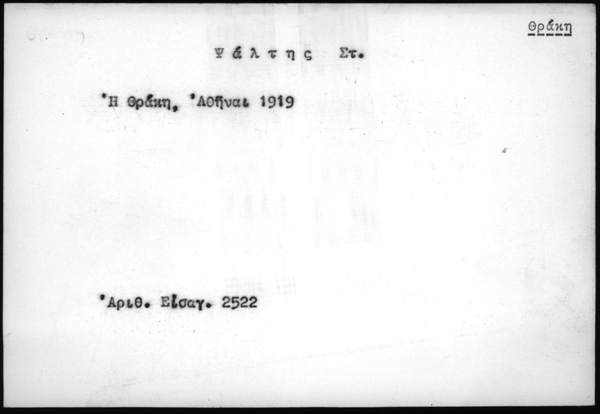 Θράκη
Ψάλτης Στ.
Ἡ Θράκη, Ἀθῆναι 1919
Ἀριθ. Εἰσαγ. 2522